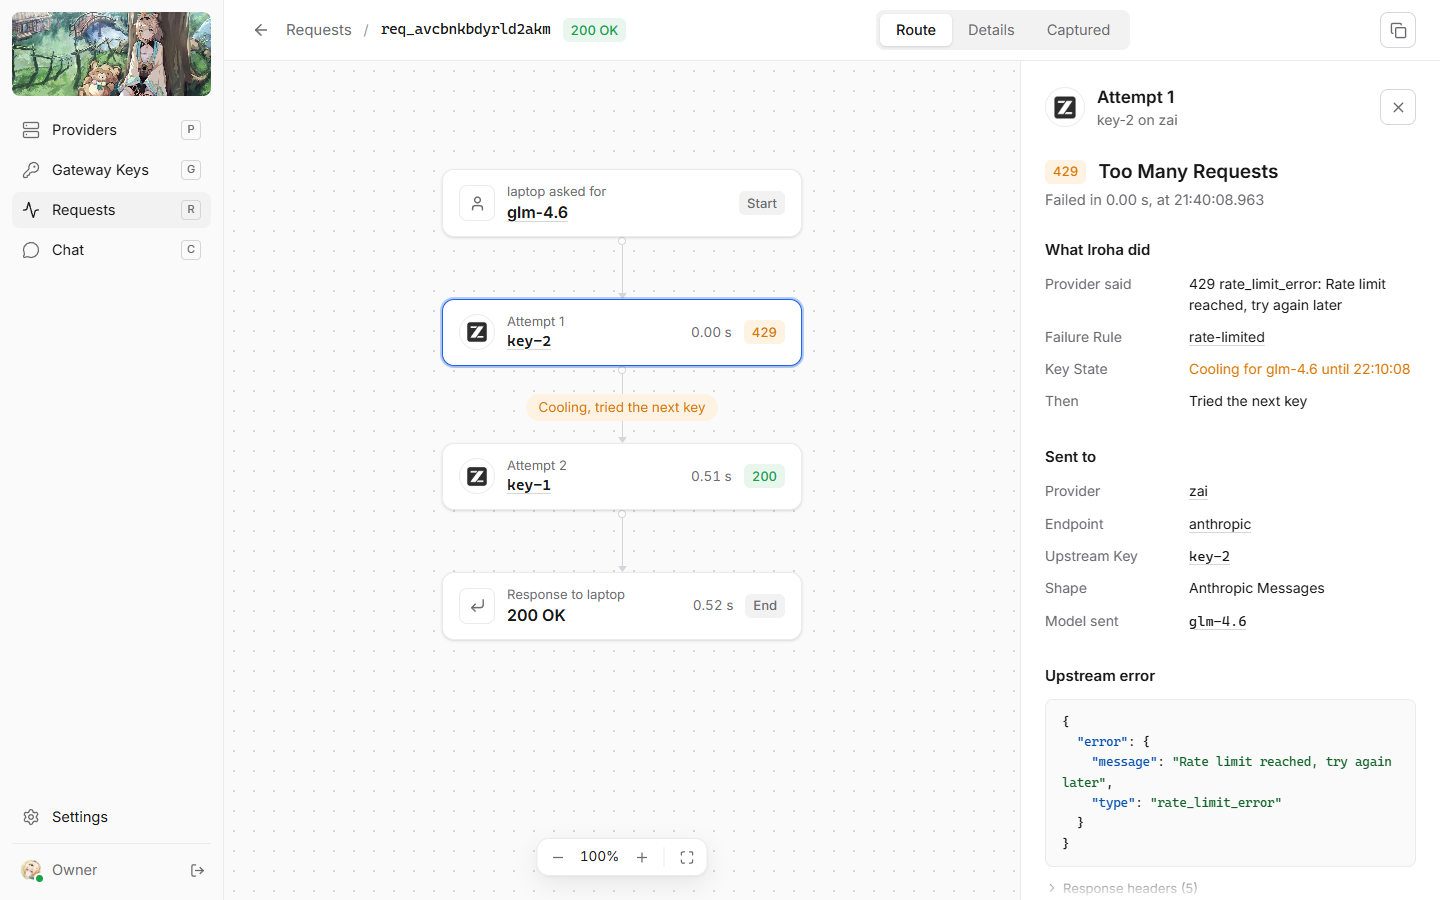 Providers P
Gateway Keys G
Requests R
Chat C
Settings
Owner
Requests / req_avcbnkbdyrld2akm 200 OK
Route Details Captured
laptop asked for
glm-4.6
Start
Attempt 1
key-2
0.00 s 429
Cooling, tried the next key
Attempt 2
key-1
0.51 s 200
Response to laptop
200 OK
0.52 s End
100%
Attempt 1
key-2 on zai
429 Too Many Requests
Failed in 0.00 s, at 21:40:08.963
What Iroha did
Provider said 429 rate_limit_error: Rate limit
reached, try again later
Failure Rule rate-limited
Key State Cooling for glm-4.6 until 22:10:08
Then Tried the next key
Sent to
Provider zai
Endpoint anthropic
Upstream Key key-2
Shape Anthropic Messages
Model sent glm-4.6
Upstream error
{
"error": {
"message": "Rate limit reached, try again
later",
"type": "rate_limit_error"
}
}
Response headers (5)